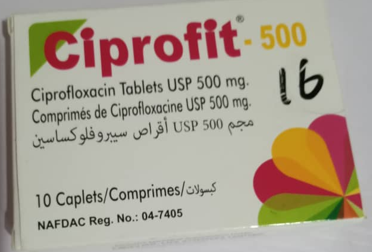 Ciprofit® - 500
Ciprofloxacin Tablets USP 500 mg.
Comprimés de Ciprofloxacine USP 500 mg.
أقراص سيبروفلوكساسين USP 500 مجم
16
10 Caplets/Comprimes/كبسولات
NAFDAC Reg. No.: 04-7405